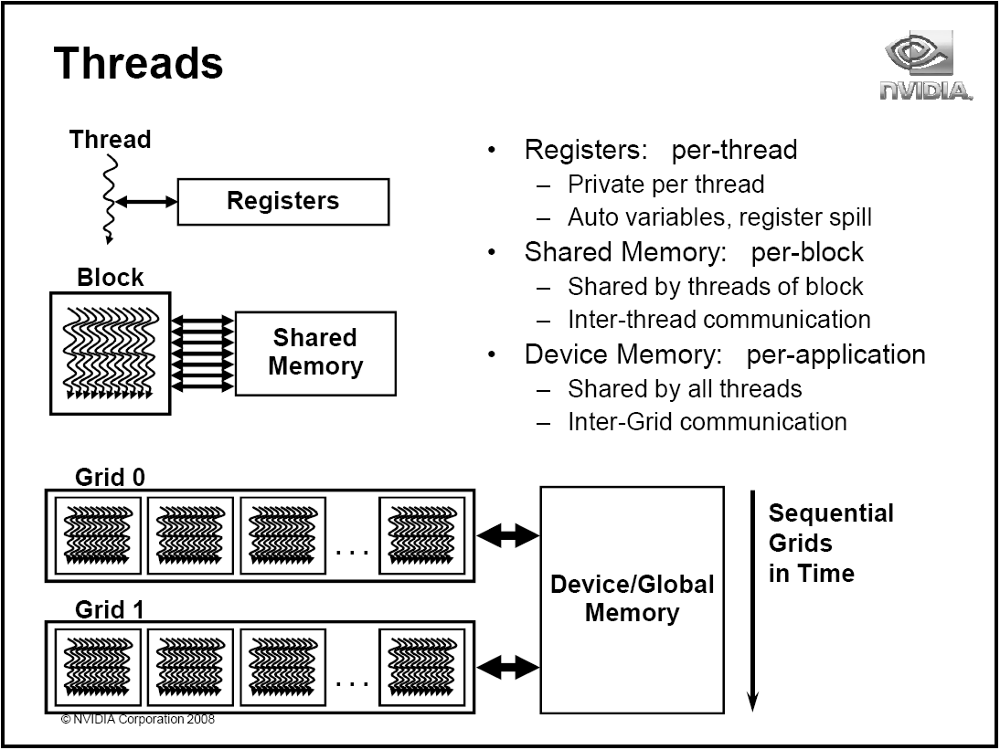 Threads
NVIDIA.
Thread
Registers
Block
Shared
Memory
• Registers: per-thread
– Private per thread
– Auto variables, register spill
• Shared Memory: per-block
– Shared by threads of block
– Inter-thread communication
• Device Memory: per-application
– Shared by all threads
– Inter-Grid communication
Grid 0
. . .
Grid 1
. . .
Device/Global
Memory
Sequential
Grids
in Time
© NVIDIA Corporation 2008